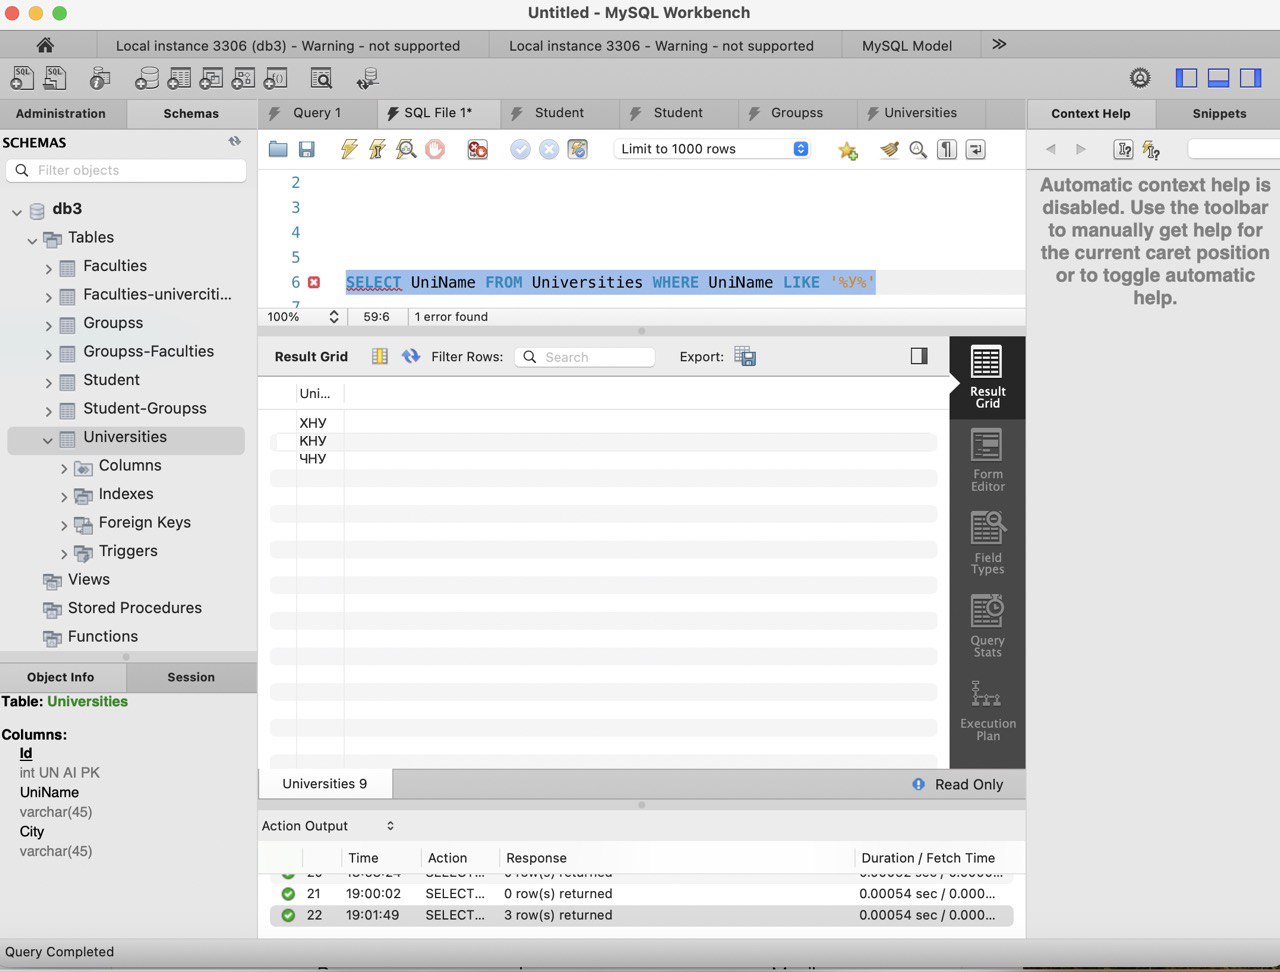 Untitled - MySQL Workbench
Local instance 3306 (db3) - Warning - not supported
Local instance 3306 - Warning - not supported
MySQL Model
Administration
Schemas
Query 1
SQL File 1*
Student
Student
Groupss
Universities
Context Help
Snippets
SCHEMAS
Filter objects
Limit to 1000 rows
db3
Tables
Faculties
Faculties-univerciti...
Groupss
Groupss-Faculties
Student
Student-Groupss
Universities
Columns
Indexes
Foreign Keys
Triggers
Views
Stored Procedures
Functions
2
3
4
5
6 SELECT UniName FROM Universities WHERE UniName LIKE '%У%'
7
100%
59:6
1 error found
Automatic context help is
disabled. Use the toolbar
to manually get help for
the current caret position
or to toggle automatic
help.
Result Grid
Filter Rows:
Search
Export:
Uni...
ХНУ
КНУ
ЧНУ
Result
Grid
Form
Editor
Field
Types
Query
Stats
Execution
Plan
Object Info
Session
Table: Universities
Columns:
Id
int UN AI PK
UniName
varchar(45)
City
varchar(45)
Universities 9
Read Only
Action Output
Time
Action
Response
Duration / Fetch Time
21 19:00:02 SELECT... 0 row(s) returned 0.00054 sec / 0.000...
22 19:01:49 SELECT... 3 row(s) returned 0.00054 sec / 0.000...
Query Completed